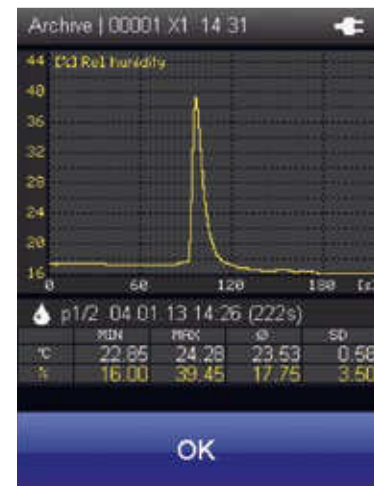 Archive | 00001 X1 14:31
44 [%] Rel humidity
40
36
32
28
24
20
16
0 60 120 180 [s]
p1/2 04.01.13 14:26 (222s)
MIN MAX Ø SD
°C 22.85 24.28 23.53 0.58
% 16.00 39.45 17.75 3.50
OK